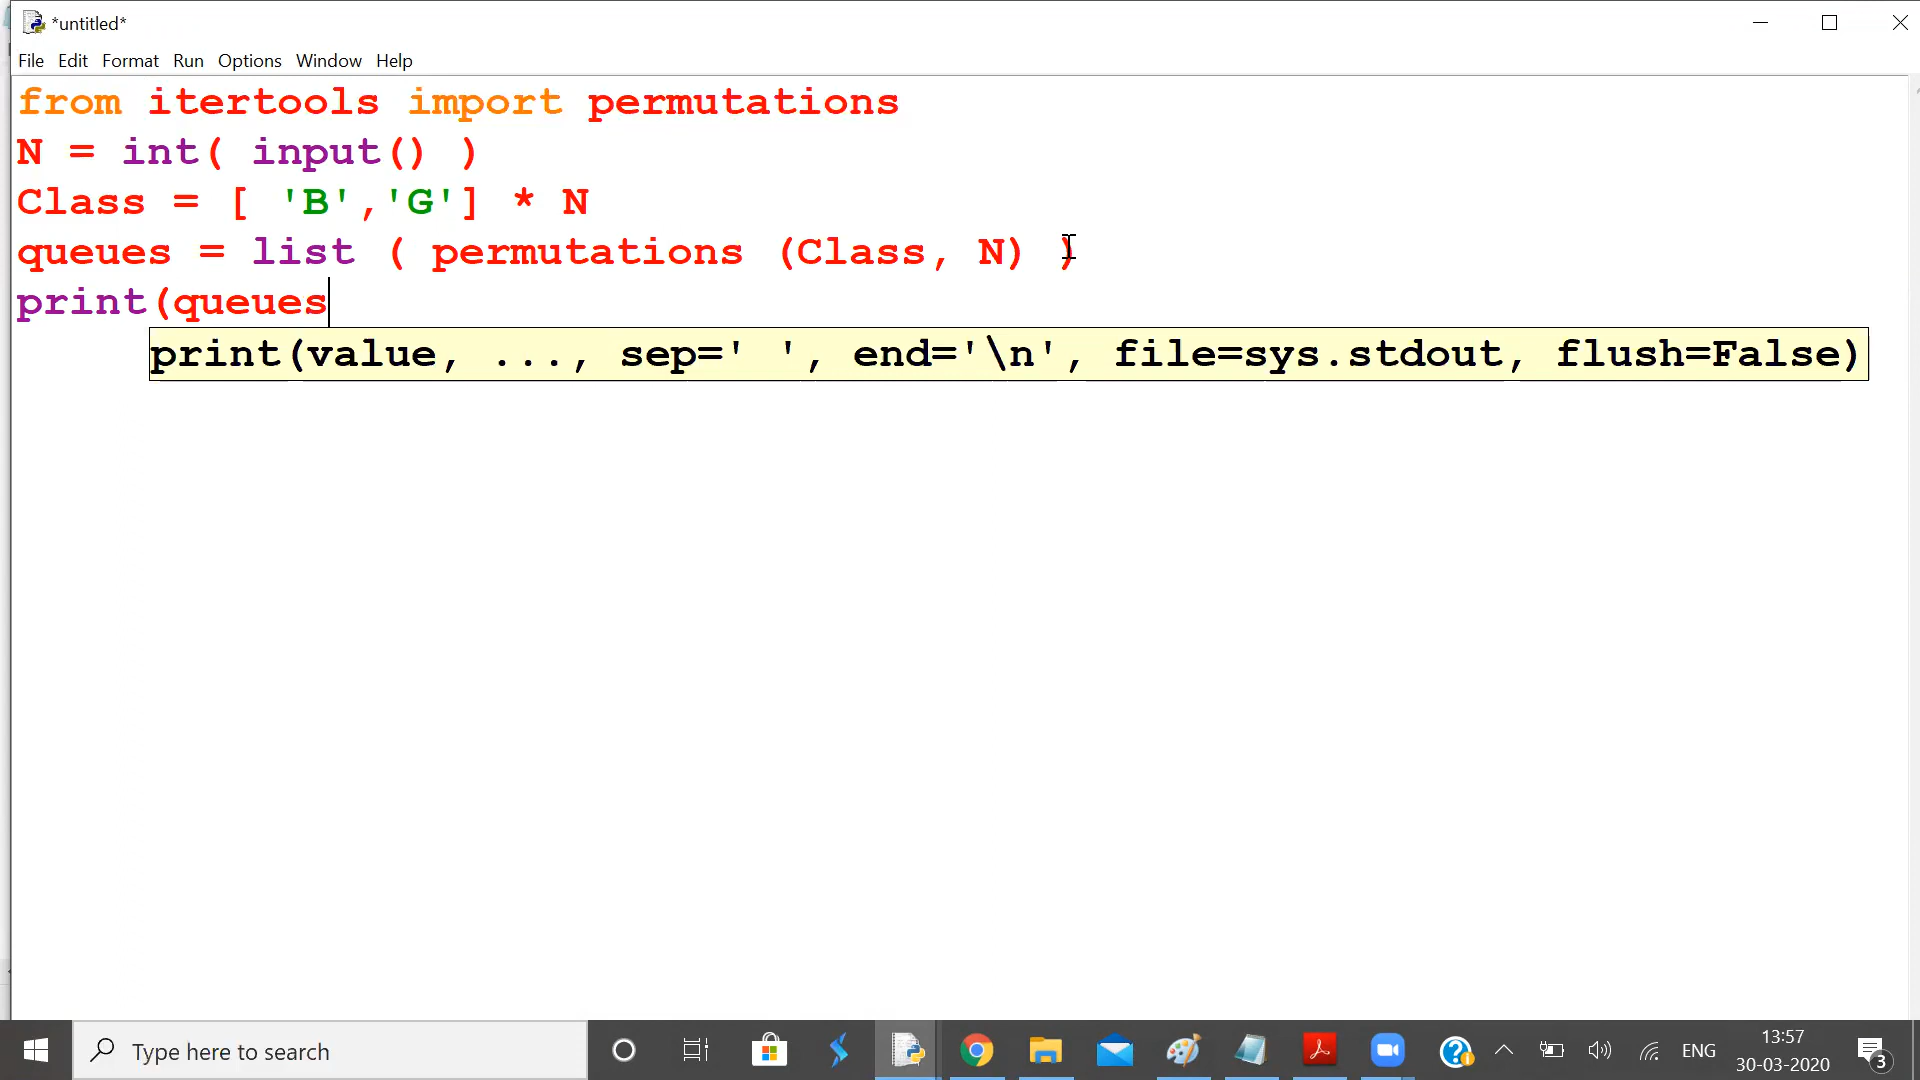 *untitled*
File Edit Format Run Options Window Help
from itertools import permutations
N = int( input() )
Class = [ 'B','G'] * N
queues = list ( permutations (Class, N) )
print(queues
print(value, ..., sep=' ', end='\n', file=sys.stdout, flush=False)
Type here to search
ENG
13:57
30-03-2020
3